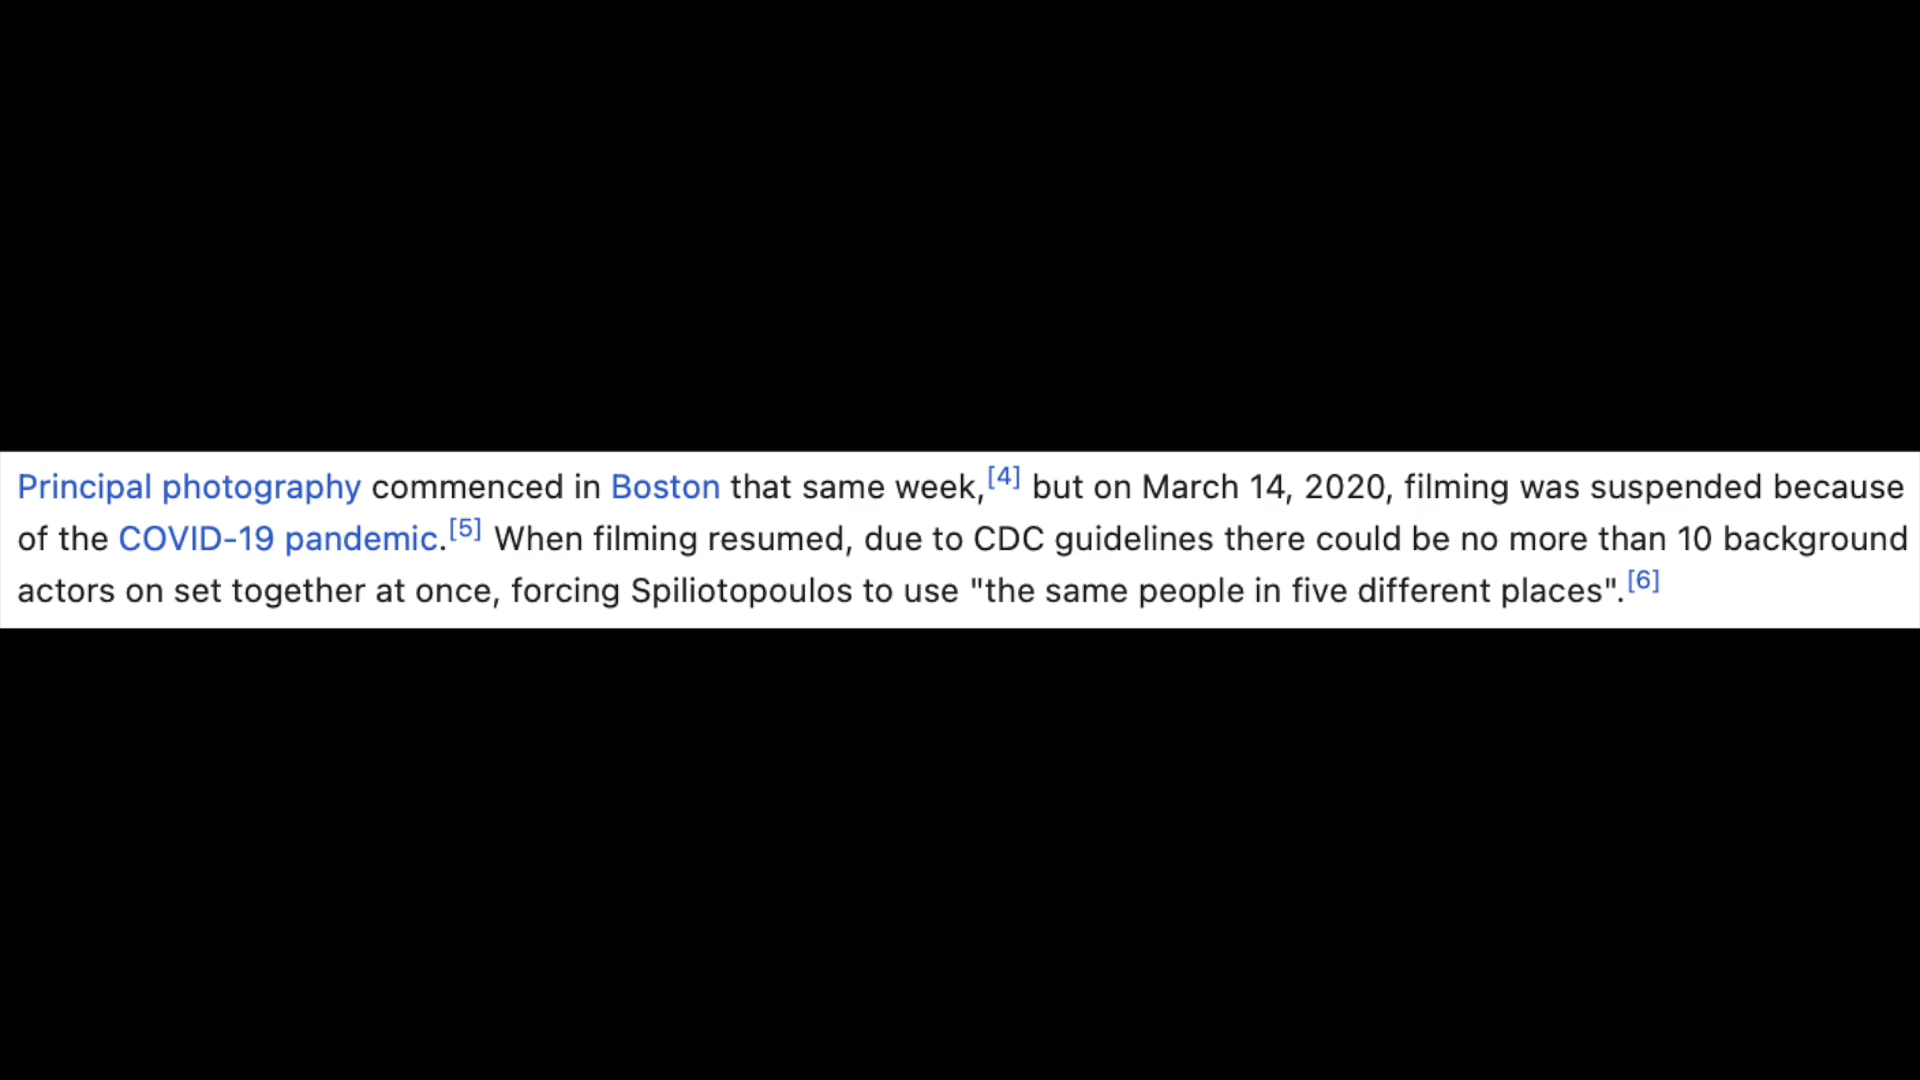 Principal photography commenced in Boston that same week,[4] but on March 14, 2020, filming was suspended because
of the COVID-19 pandemic.[5] When filming resumed, due to CDC guidelines there could be no more than 10 background
actors on set together at once, forcing Spiliotopoulos to use "the same people in five different places".[6]